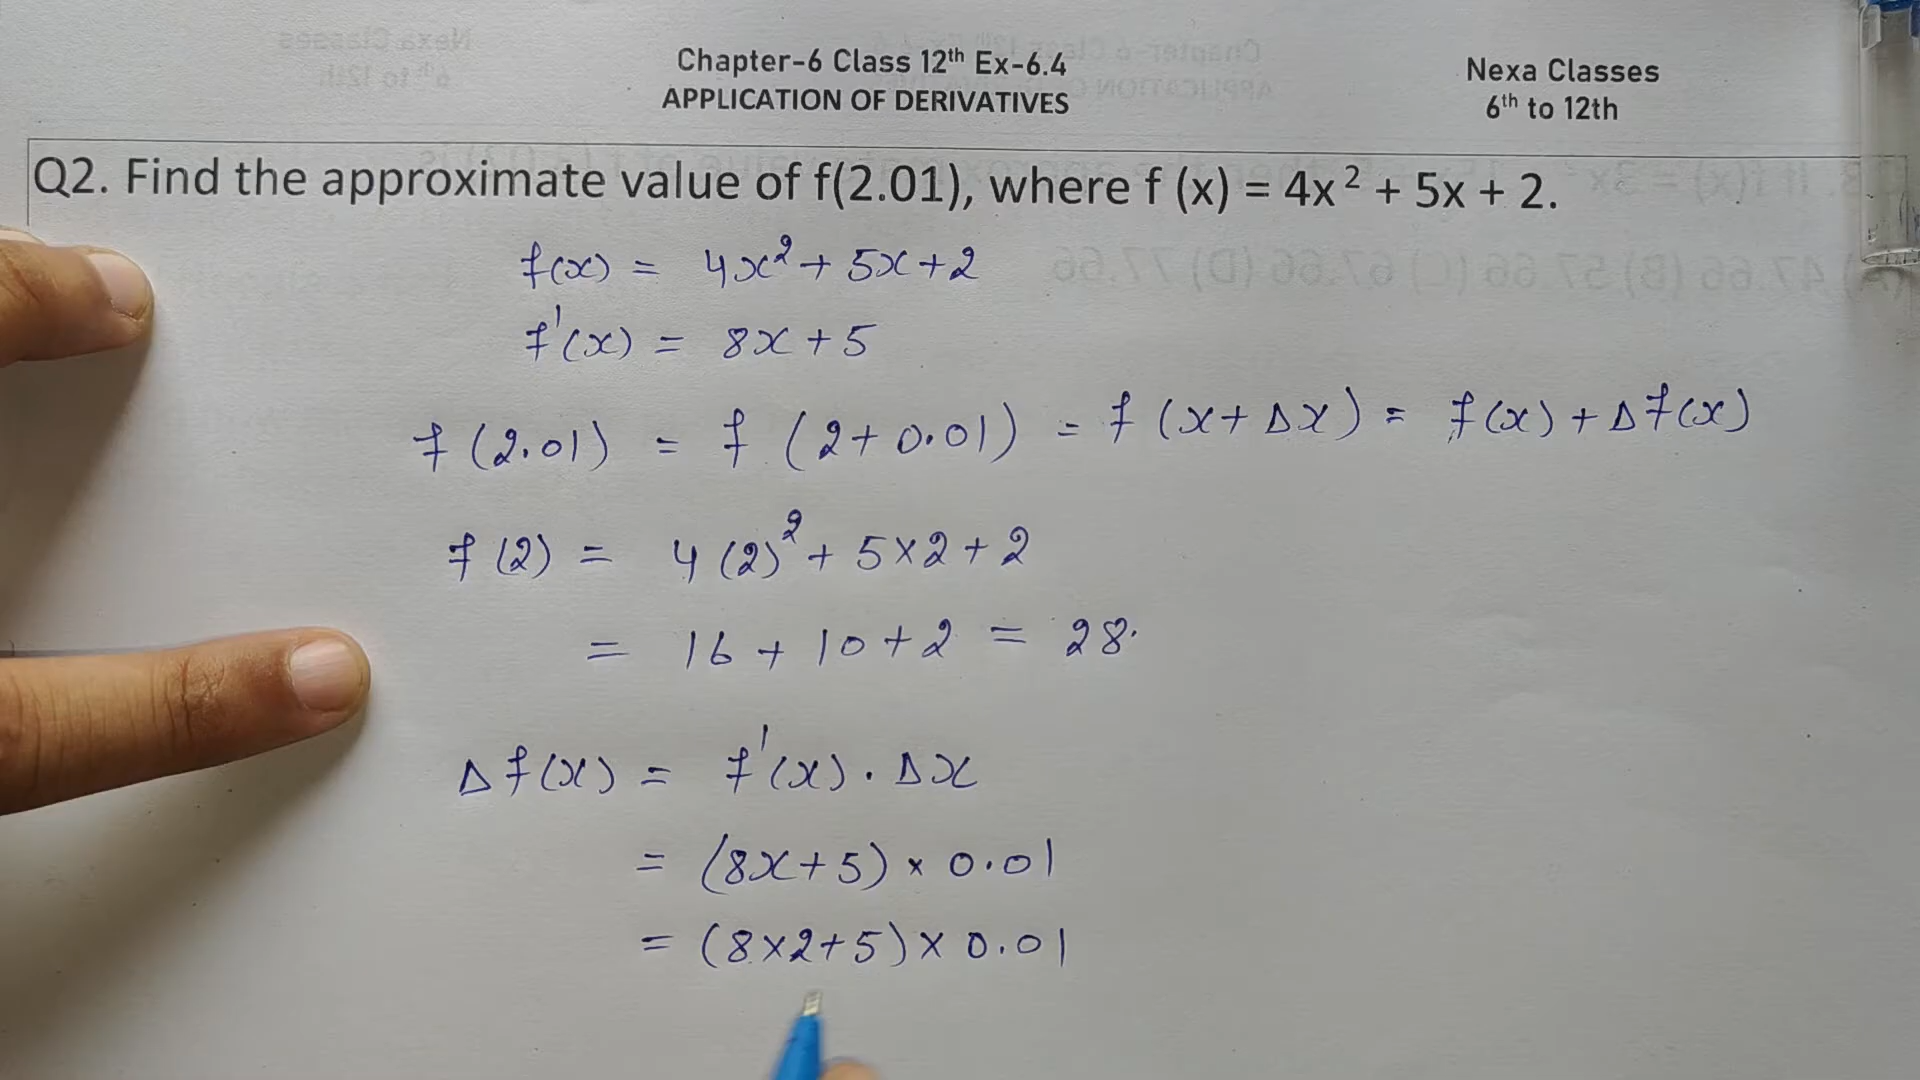 Chapter-6 Class 12th Ex-6.4
APPLICATION OF DERIVATIVES
Nexa Classes
6th to 12th
Q2. Find the approximate value of f(2.01), where f (x) = 4x² + 5x + 2.
f(x) = 4x² + 5x + 2
f'(x) = 8x + 5
f (2.01) = f (2 + 0.01) = f (x + Δx) = f(x) + Δf(x)
f (2) = 4 (2)² + 5×2 + 2
= 16 + 10 + 2 = 28.
Δf(x) = f'(x) . Δx
= (8x + 5) × 0.01
= (8×2+5) × 0.01